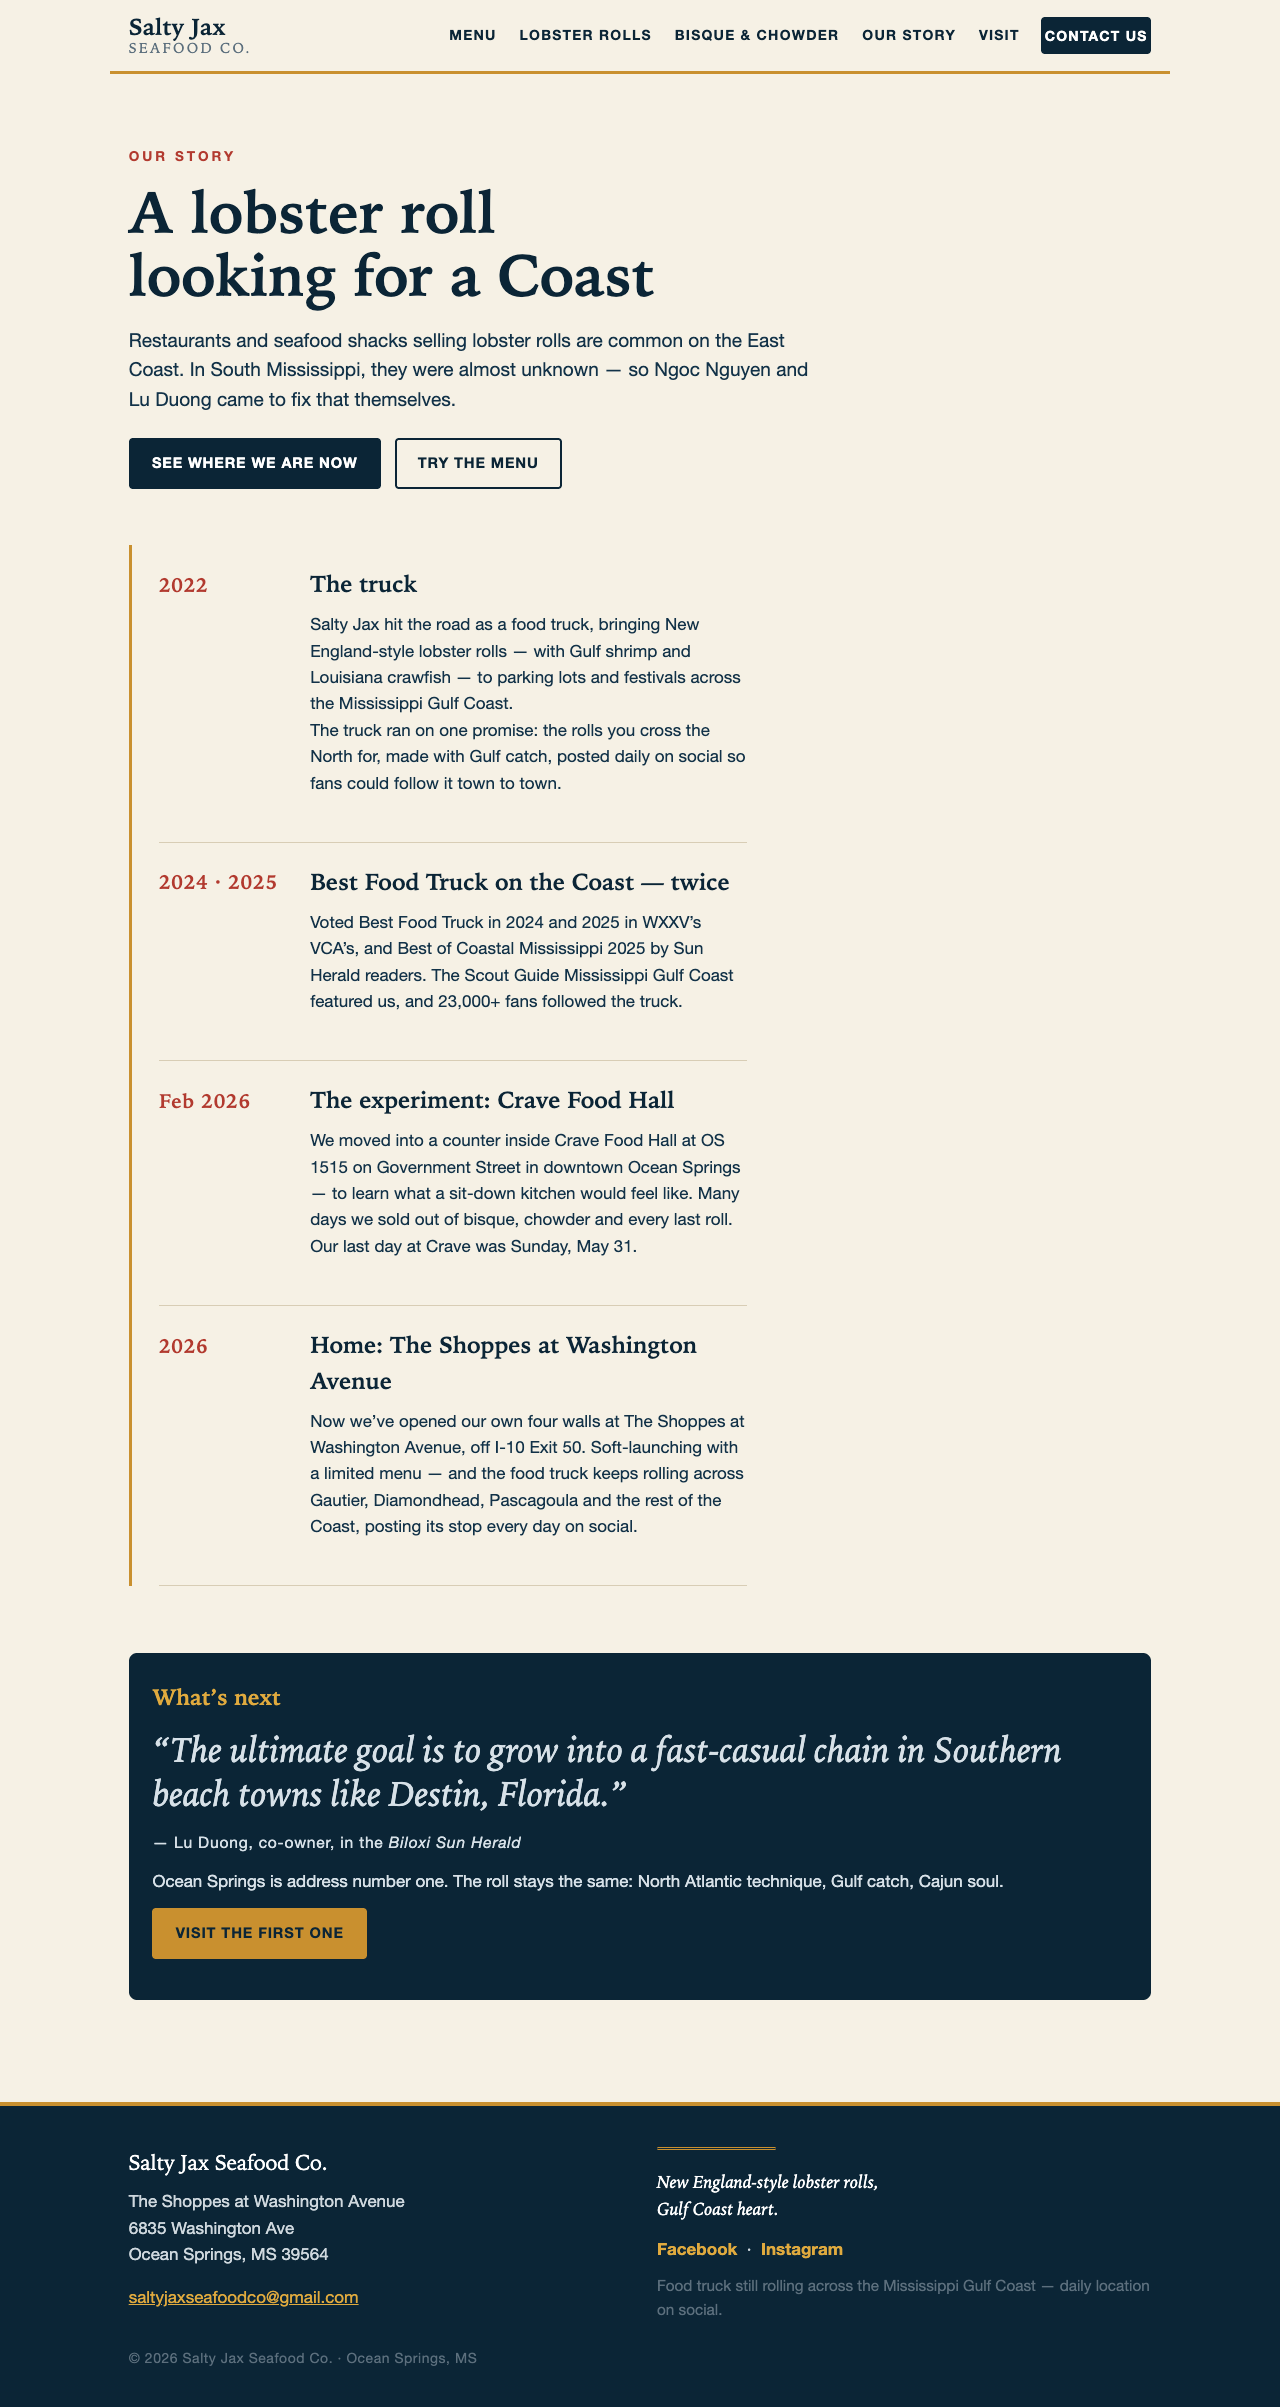 Salty Jax
SEAFOOD CO.
MENU LOBSTER ROLLS BISQUE & CHOWDER OUR STORY VISIT CONTACT US
OUR STORY
A lobster roll
looking for a Coast
Restaurants and seafood shacks selling lobster rolls are common on the East
Coast. In South Mississippi, they were almost unknown — so Ngoc Nguyen and
Lu Duong came to fix that themselves.
SEE WHERE WE ARE NOW TRY THE MENU
2022 The truck
Salty Jax hit the road as a food truck, bringing New
England-style lobster rolls — with Gulf shrimp and
Louisiana crawfish — to parking lots and festivals across
the Mississippi Gulf Coast.
The truck ran on one promise: the rolls you cross the
North for, made with Gulf catch, posted daily on social so
fans could follow it town to town.
2024 · 2025 Best Food Truck on the Coast — twice
Voted Best Food Truck in 2024 and 2025 in WXXV’s
VCA’s, and Best of Coastal Mississippi 2025 by Sun
Herald readers. The Scout Guide Mississippi Gulf Coast
featured us, and 23,000+ fans followed the truck.
Feb 2026 The experiment: Crave Food Hall
We moved into a counter inside Crave Food Hall at OS
1515 on Government Street in downtown Ocean Springs
— to learn what a sit-down kitchen would feel like. Many
days we sold out of bisque, chowder and every last roll.
Our last day at Crave was Sunday, May 31.
2026 Home: The Shoppes at Washington
Avenue
Now we’ve opened our own four walls at The Shoppes at
Washington Avenue, off I-10 Exit 50. Soft-launching with
a limited menu — and the food truck keeps rolling across
Gautier, Diamondhead, Pascagoula and the rest of the
Coast, posting its stop every day on social.
What’s next
“The ultimate goal is to grow into a fast-casual chain in Southern
beach towns like Destin, Florida.”
— Lu Duong, co-owner, in the Biloxi Sun Herald
Ocean Springs is address number one. The roll stays the same: North Atlantic technique, Gulf catch, Cajun soul.
VISIT THE FIRST ONE
Salty Jax Seafood Co.
The Shoppes at Washington Avenue
6835 Washington Ave
Ocean Springs, MS 39564
saltyjaxseafoodco@gmail.com
New England-style lobster rolls,
Gulf Coast heart.
Facebook · Instagram
Food truck still rolling across the Mississippi Gulf Coast — daily location
on social.
© 2026 Salty Jax Seafood Co. · Ocean Springs, MS